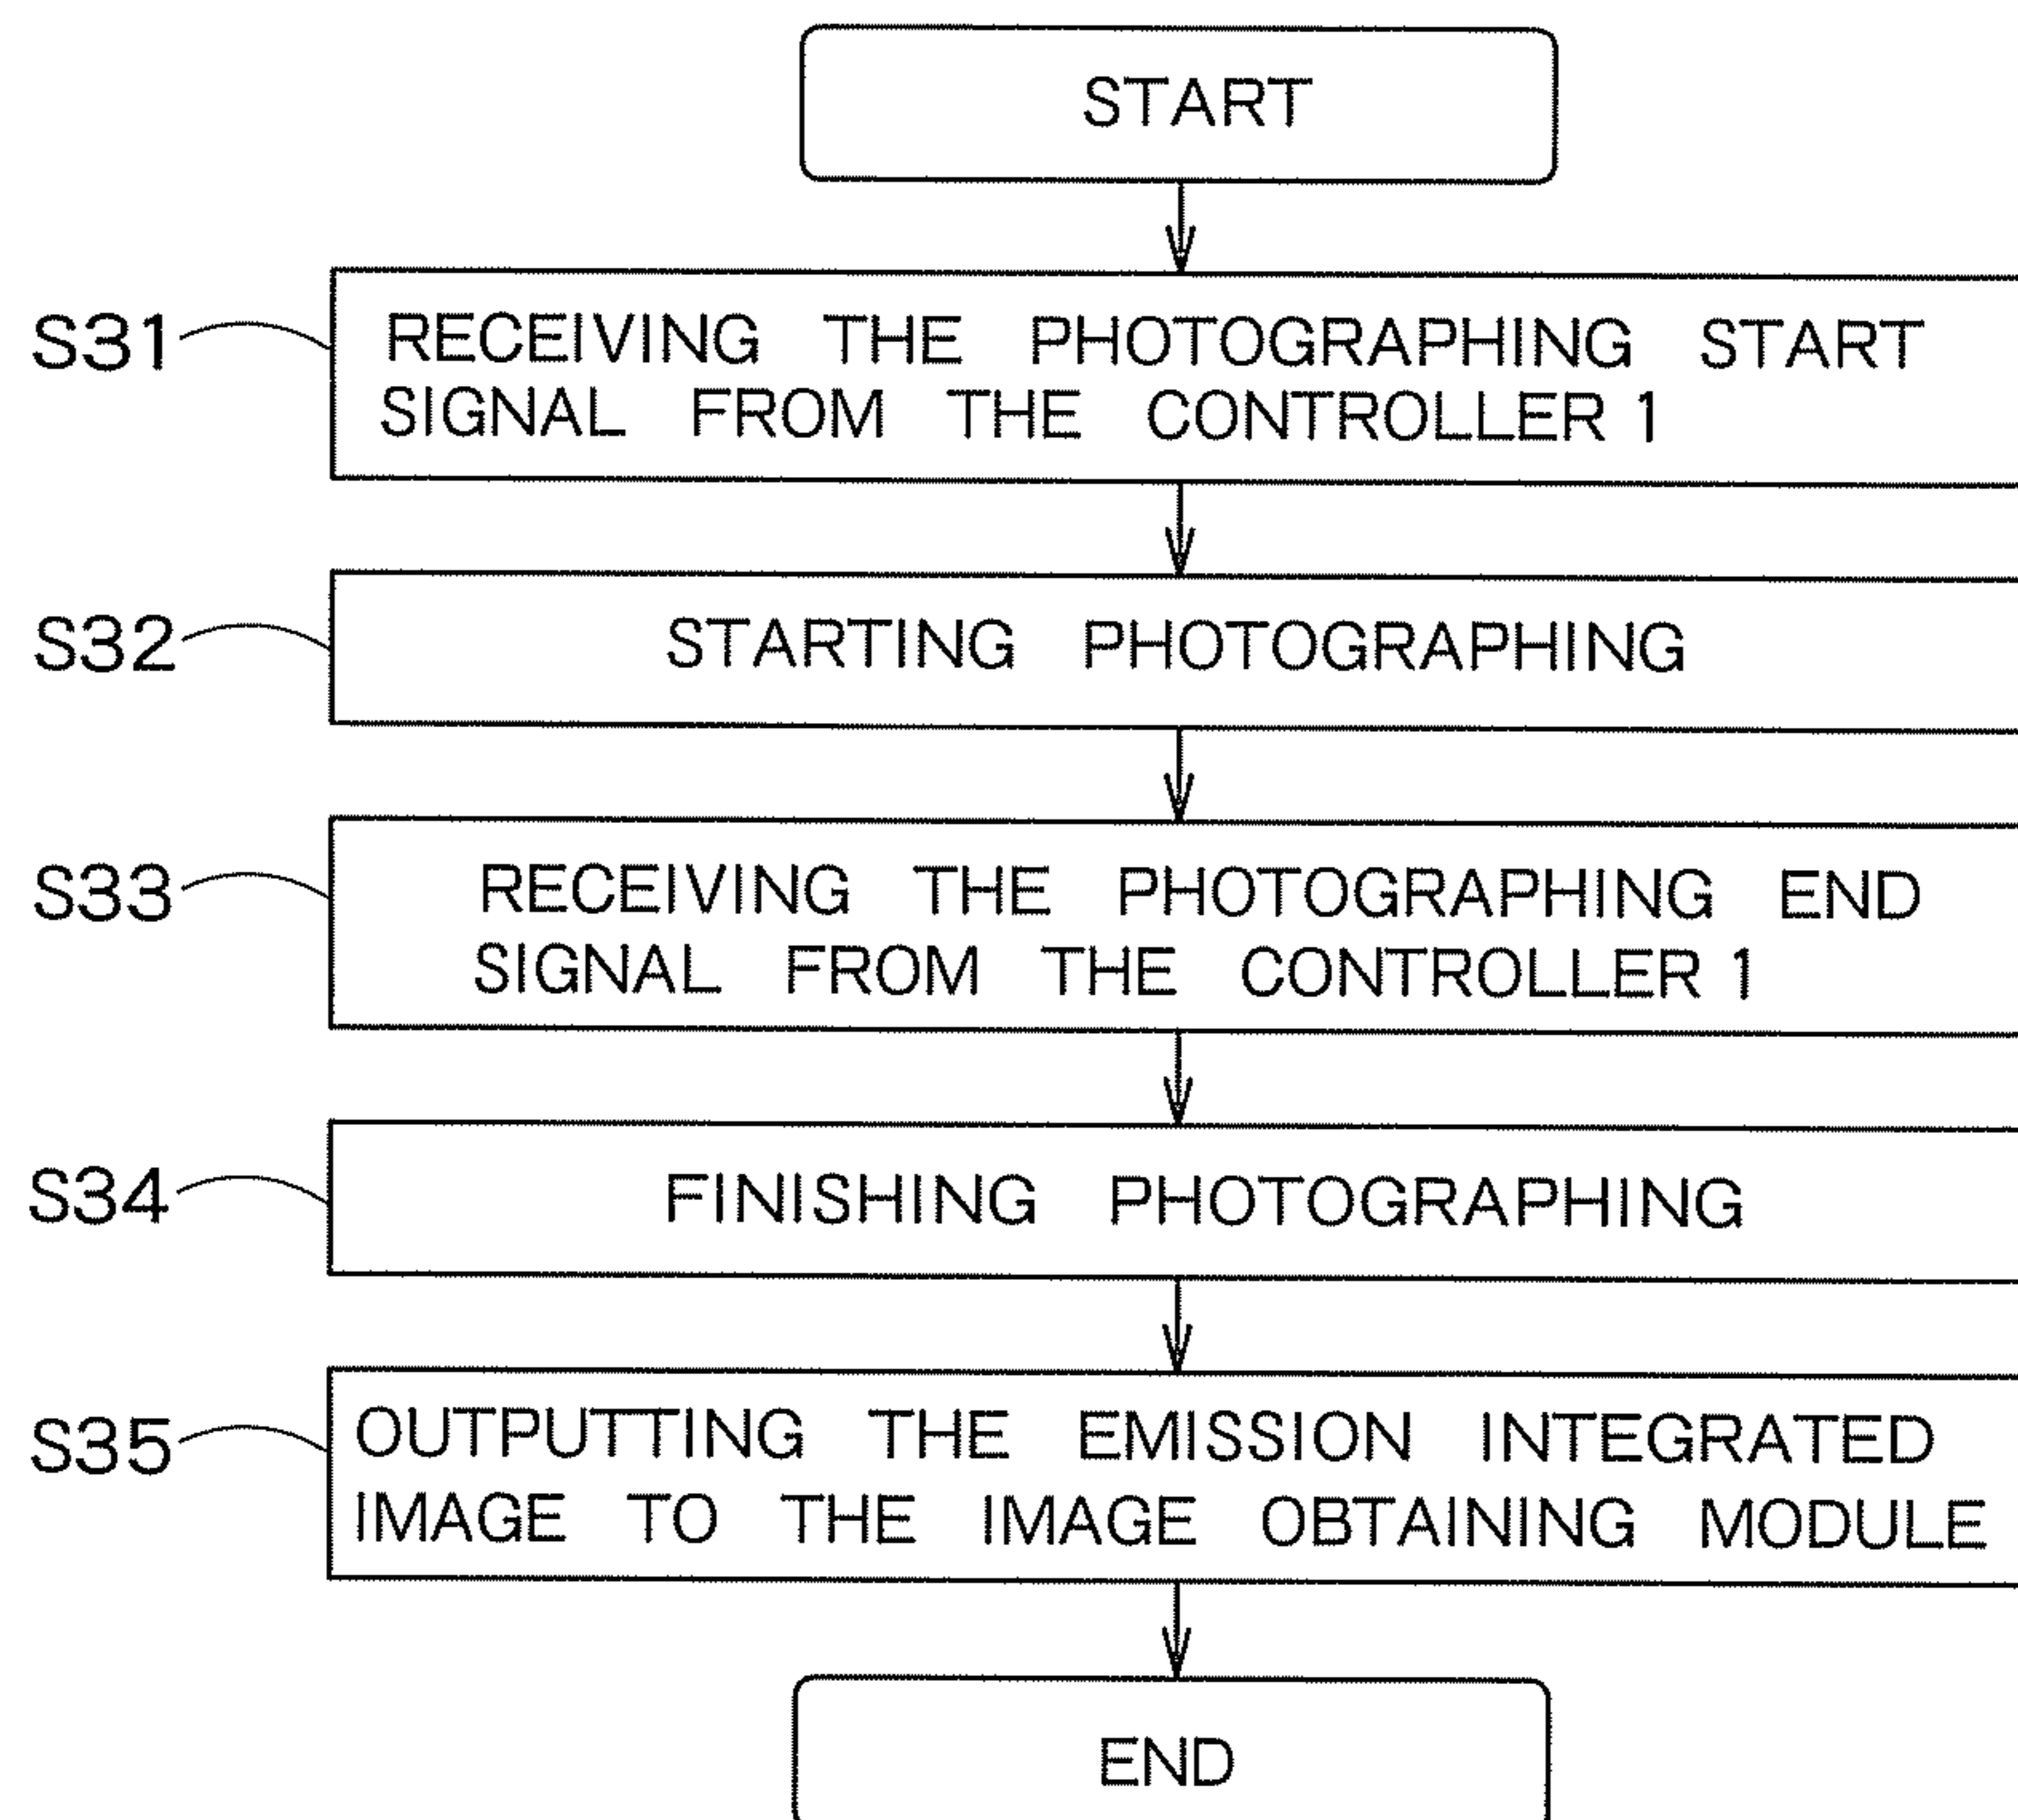 START
S31
RECEIVING THE PHOTOGRAPHING START
SIGNAL FROM THE CONTROLLER 1
S32
STARTING PHOTOGRAPHING
S33
RECEIVING THE PHOTOGRAPHING END
SIGNAL FROM THE CONTROLLER 1
S34
FINISHING PHOTOGRAPHING
S35
OUTPUTTING THE EMISSION INTEGRATED
IMAGE TO THE IMAGE OBTAINING MODULE
END